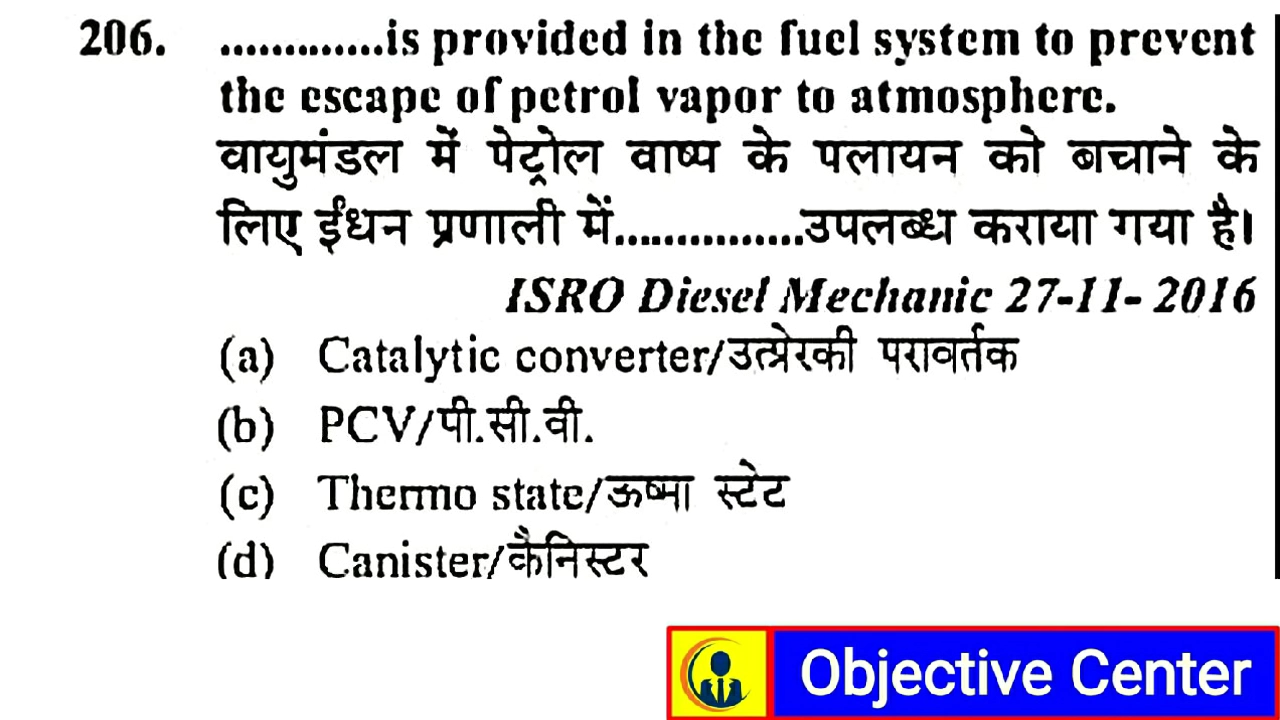 206. .............is provided in the fuel system to prevent
the escape of petrol vapor to atmosphere.
वायुमंडल में पेट्रोल वाष्प के पलायन को बचाने के
लिए ईंधन प्रणाली में...............उपलब्ध कराया गया है।
ISRO Diesel Mechanic 27-11- 2016
(a) Catalytic converter/उत्प्रेरकी परावर्तक
(b) PCV/पी.सी.वी.
(c) Thermo state/ऊष्मा स्टेट
(d) Canister/कैनिस्टर
Objective Center